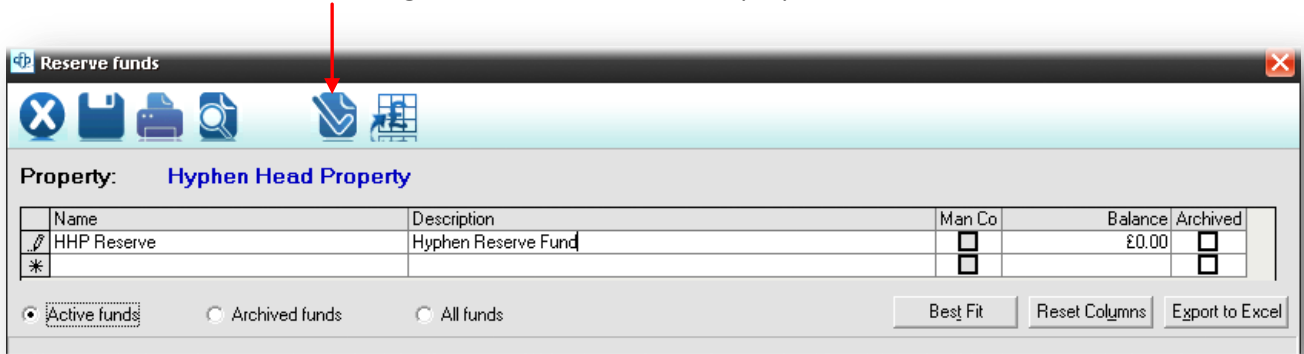 Reserve funds
Property: Hyphen Head Property
Name Description Man Co Balance Archived
HHP Reserve Hyphen Reserve Fund £0.00
Active funds Archived funds All funds Best Fit Reset Columns Export to Excel